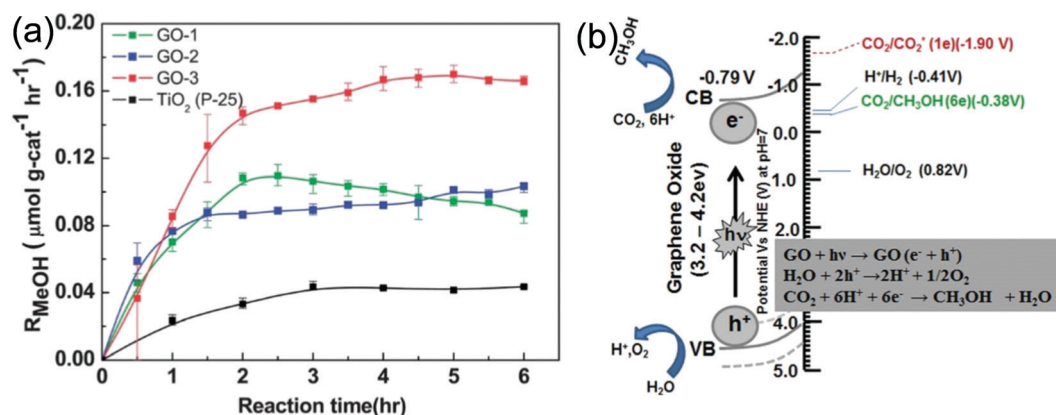 (a)
0.20
0.16
0.12
0.08
0.04
0.00
R_MeOH ( μmol g-cat⁻¹ hr⁻¹)
GO-1
GO-2
GO-3
TiO₂ (P-25)
0 1 2 3 4 5 6
Reaction time(hr)
(b)
CH₃OH
CO₂, 6H⁺
-0.79 V
CB
e⁻
Graphene Oxide
(3.2 – 4.2ev)
hν
h⁺
VB
H⁺,O₂
H₂O
Potential Vs NHE (V) at pH=7
-2.0
-1.0
0.0
1.0
2.0
4.0
5.0
CO₂/CO₂* (1e)(-1.90 V)
H⁺/H₂ (-0.41V)
CO₂/CH₃OH (6e)(-0.38V)
H₂O/O₂ (0.82V)
GO + hν → GO (e⁻ + h⁺)
H₂O + 2h⁺ →2H⁺ + 1/2O₂
CO₂ + 6H⁺ + 6e⁻ → CH₃OH + H₂O